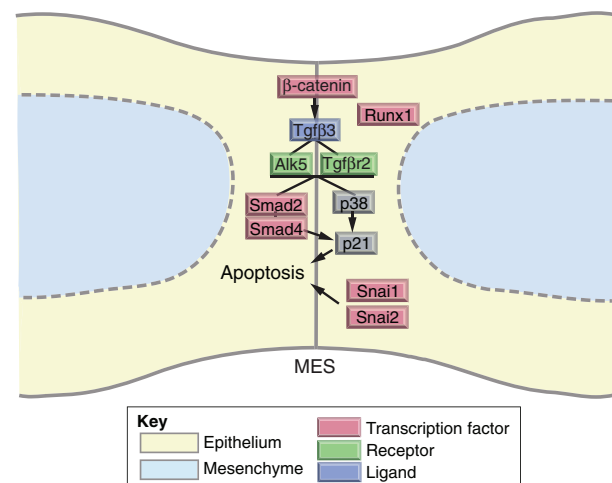 β-catenin
Runx1
Tgfβ3
Alk5 Tgfβr2
Smad2 p38
Smad4
p21
Apoptosis
Snai1
Snai2
MES
Key
Epithelium
Mesenchyme
Transcription factor
Receptor
Ligand